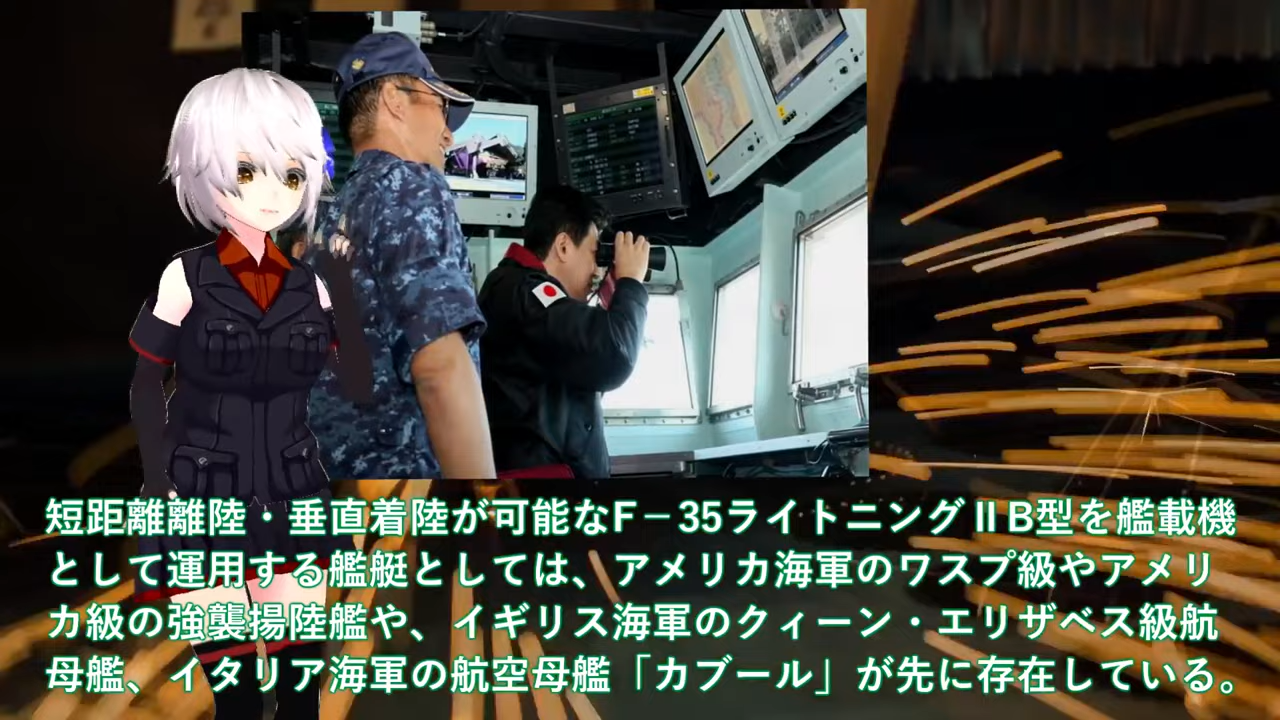 短距離離陸・垂直着陸が可能なF－35ライトニングⅡB型を艦載機
として運用する艦艇としては、アメリカ海軍のワスプ級やアメリ
カ級の強襲揚陸艦や、イギリス海軍のクィーン・エリザベス級航
母艦、イタリア海軍の航空母艦「カブール」が先に存在している。